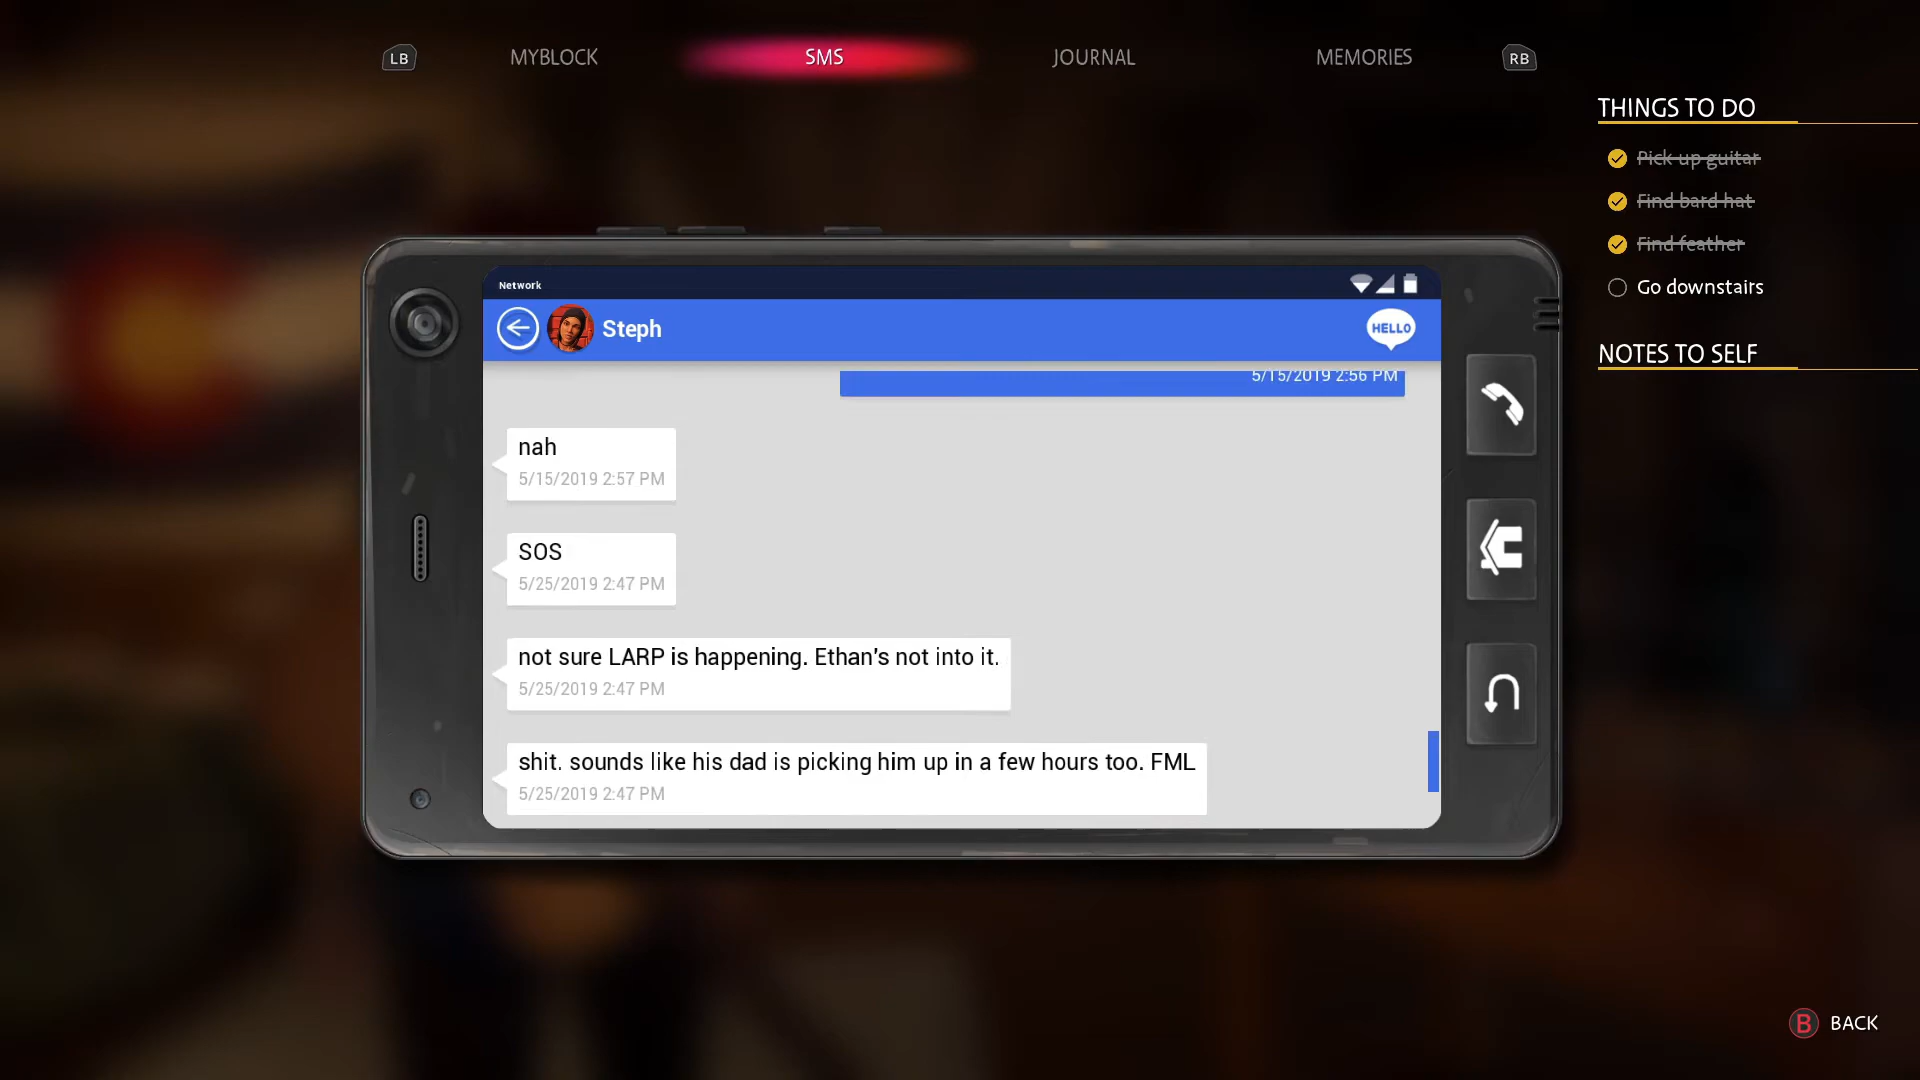 LB
MYBLOCK
SMS
JOURNAL
MEMORIES
RB
THINGS TO DO
Pick up guitar
Find bard hat
Find feather
Go downstairs
NOTES TO SELF
Network
Steph
HELLO
5/15/2019 2:56 PM
nah
5/15/2019 2:57 PM
SOS
5/25/2019 2:47 PM
not sure LARP is happening. Ethan's not into it.
5/25/2019 2:47 PM
shit. sounds like his dad is picking him up in a few hours too. FML
5/25/2019 2:47 PM
B BACK